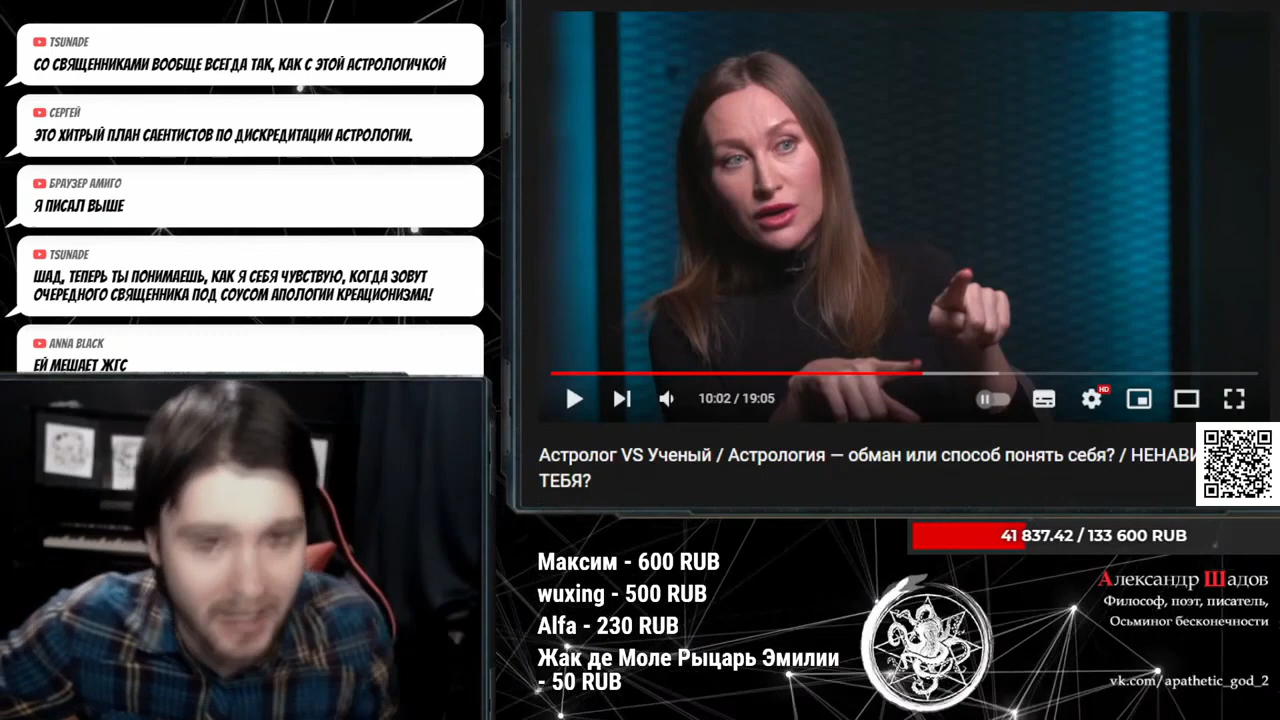 TSUNADE
СО СВЯЩЕННИКАМИ ВООБЩЕ ВСЕГДА ТАК, КАК С ЭТОЙ АСТРОЛОГИЧКОЙ
СЕРГЕЙ
ЭТО ХИТРЫЙ ПЛАН САЕНТИСТОВ ПО ДИСКРЕДИТАЦИИ АСТРОЛОГИИ.
БРАУЗЕР АМИГО
Я ПИСАЛ ВЫШЕ
TSUNADE
ШАД, ТЕПЕРЬ ТЫ ПОНИМАЕШЬ, КАК Я СЕБЯ ЧУВСТВУЮ, КОГДА ЗОВУТ
ОЧЕРЕДНОГО СВЯЩЕННИКА ПОД СОУСОМ АПОЛОГИИ КРЕАЦИОНИЗМА!
ANNA BLACK
ЕЙ МЕШАЕТ ЖГС
10:02 / 19:05
HD
Астролог VS Ученый / Астрология — обман или способ понять себя? / НЕНАВИ
ТЕБЯ?
41 837.42 / 133 600 RUB
Максим - 600 RUB
wuxing - 500 RUB
Alfa - 230 RUB
Жак де Моле Рыцарь Эмилии
- 50 RUB
Александр Шадов
Философ, поэт, писатель,
Осьминог бесконечности
vk.com/apathetic_god_2